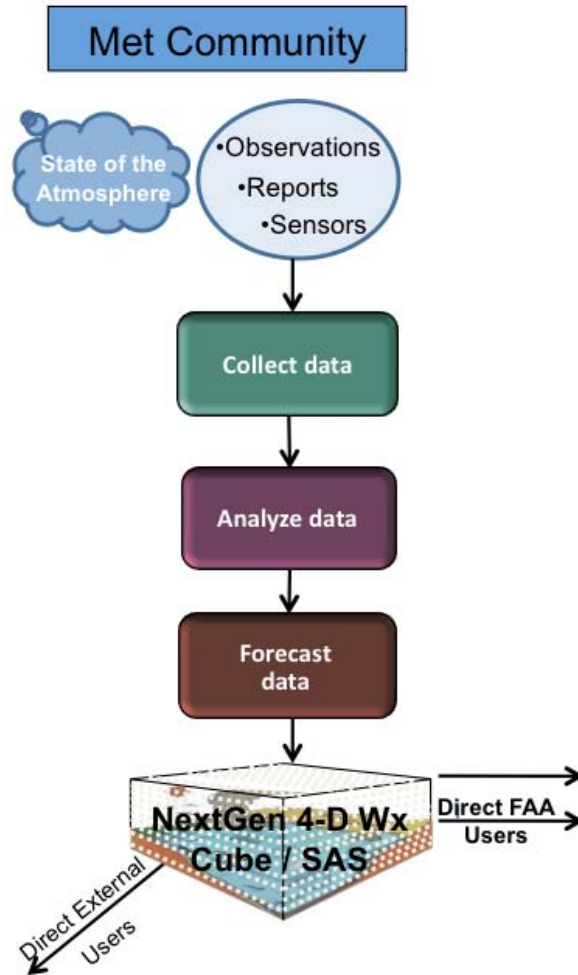 Met Community
State of the
Atmosphere
•Observations
•Reports
•Sensors
Collect data
Analyze data
Forecast
data
NextGen 4-D Wx
Cube / SAS
Direct FAA
Users
Direct External
Users